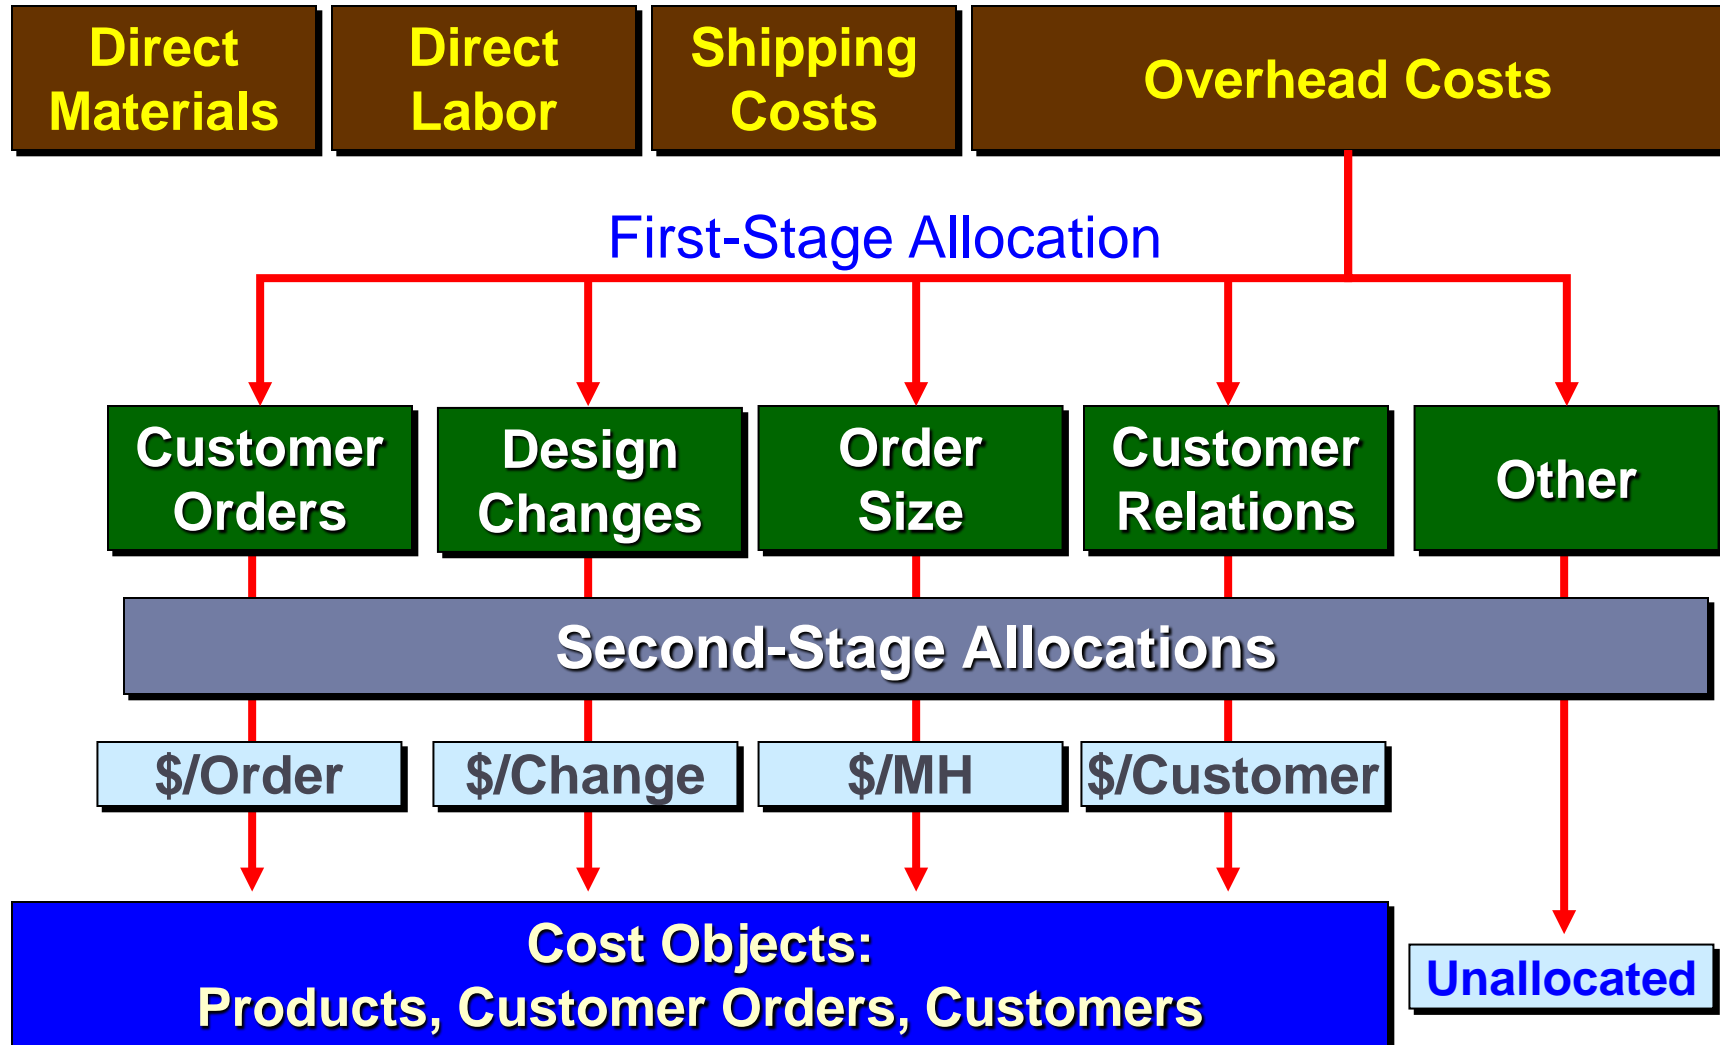 Direct
Materials
Direct
Labor
Shipping
Costs
Overhead Costs
First-Stage Allocation
Customer
Orders
Design
Changes
Order
Size
Customer
Relations
Other
Second-Stage Allocations
$/Order
$/Change
$/MH
$/Customer
Cost Objects:
Products, Customer Orders, Customers
Unallocated